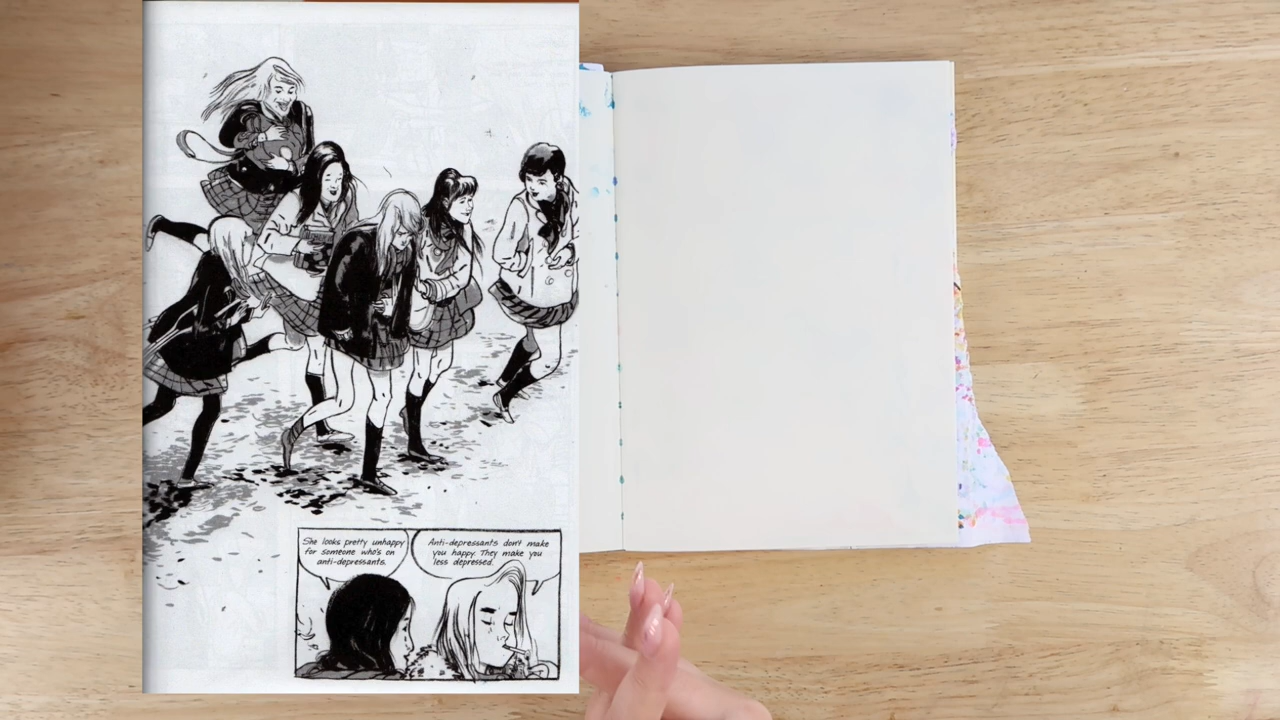 She looks pretty unhappy
for someone who's on
anti-depressants.
Anti-depressants don't make
you happy. They make you
less depressed.